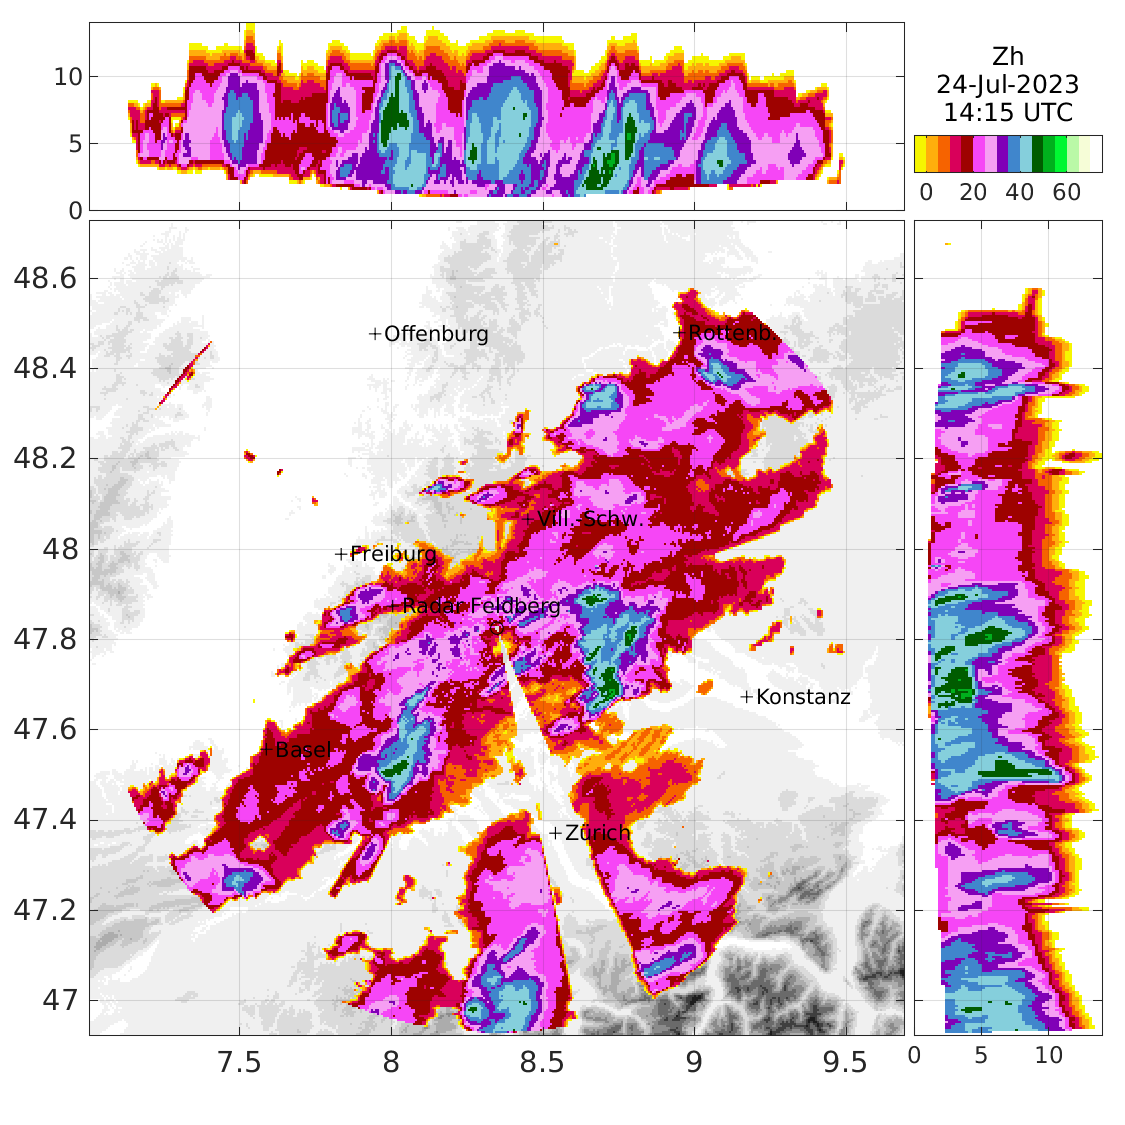 10
5
0
Zh
24-Jul-2023
14:15 UTC
0 20 40 60
48.6
48.4
48.2
48
47.8
47.6
47.4
47.2
47
+Offenburg
+Rottenb.
+Vill.-Schw.
+Freiburg
+Radar Feldberg
+Konstanz
+Basel
+Zürich
7.5 8 8.5 9 9.5
0 5 10